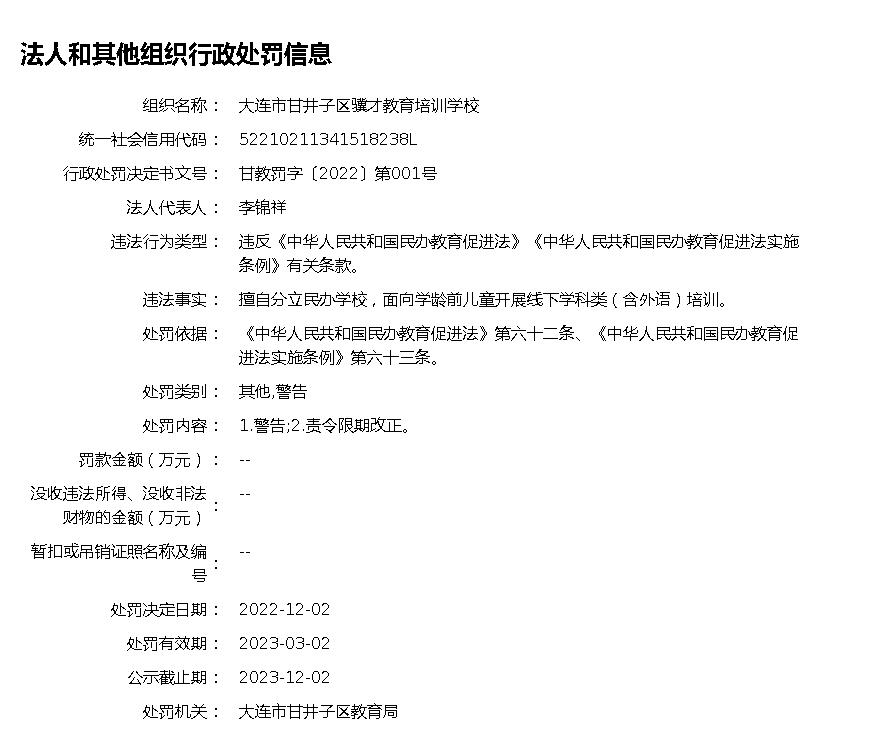 法人和其他组织行政处罚信息
组织名称： 大连市甘井子区骥才教育培训学校
统一社会信用代码： 52210211341518238L
行政处罚决定书文号： 甘教罚字〔2022〕第001号
法人代表人： 李锦祥
违法行为类型： 违反《中华人民共和国民办教育促进法》《中华人民共和国民办教育促进法实施
条例》有关条款。
违法事实： 擅自分立民办学校，面向学龄前儿童开展线下学科类（含外语）培训。
处罚依据： 《中华人民共和国民办教育促进法》第六十二条、《中华人民共和国民办教育促
进法实施条例》第六十三条。
处罚类别： 其他,警告
处罚内容： 1.警告;2.责令限期改正。
罚款金额（万元）： --
没收违法所得、没收非法
财物的金额（万元）： --
暂扣或吊销证照名称及编
号： --
处罚决定日期： 2022-12-02
处罚有效期： 2023-03-02
公示截止期： 2023-12-02
处罚机关： 大连市甘井子区教育局